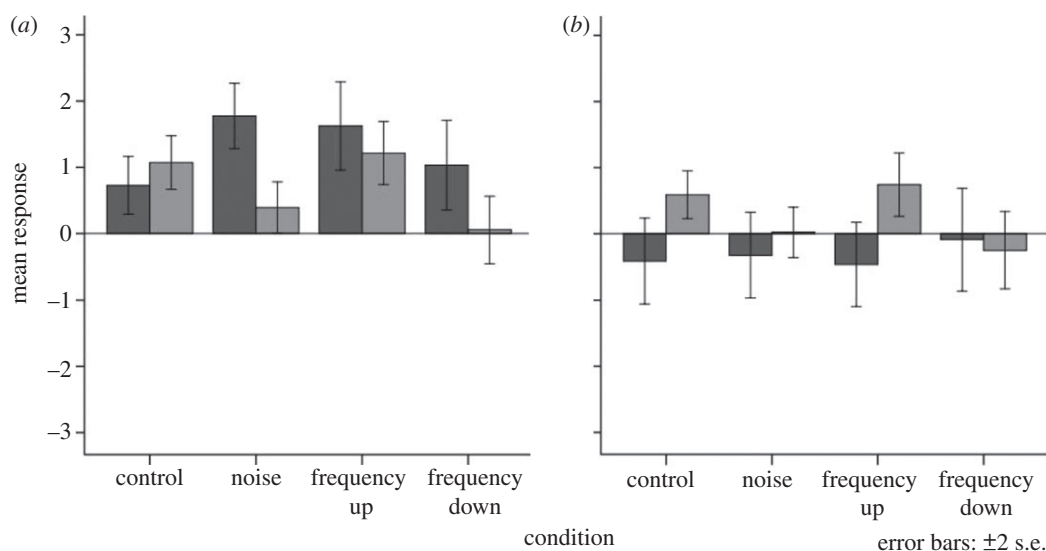 (a)
3
2
1
0
–1
–2
–3
mean response
control
noise
frequency up
frequency down
(b)
control
noise
frequency up
frequency down
condition
error bars: ±2 s.e.